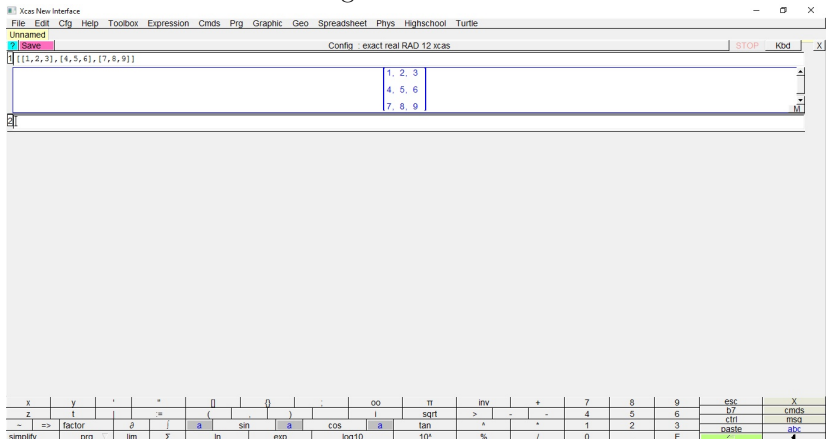 Xcas New Interface
File Edit Cfg Help Toolbox Expression Cmds Prg Graphic Geo Spreadsheet Phys Highschool Turtle
Unnamed
? Save Config : exact real RAD 12 xcas STOP Kbd X
1 [[1,2,3],[4,5,6],[7,8,9]]
1, 2, 3
4, 5, 6
7, 8, 9
M
2
x y ' " [] {} : oo π inv + 7 8 9 esc X
z t | := ( , ) i sqrt > - - 4 5 6 b7 cmds
~ => factor ∂ ∫ a sin a cos a tan ^ * 1 2 3 ctrl msg
paste abc
simplify prg lim Σ ln exp log10 10^ % / 0 . E